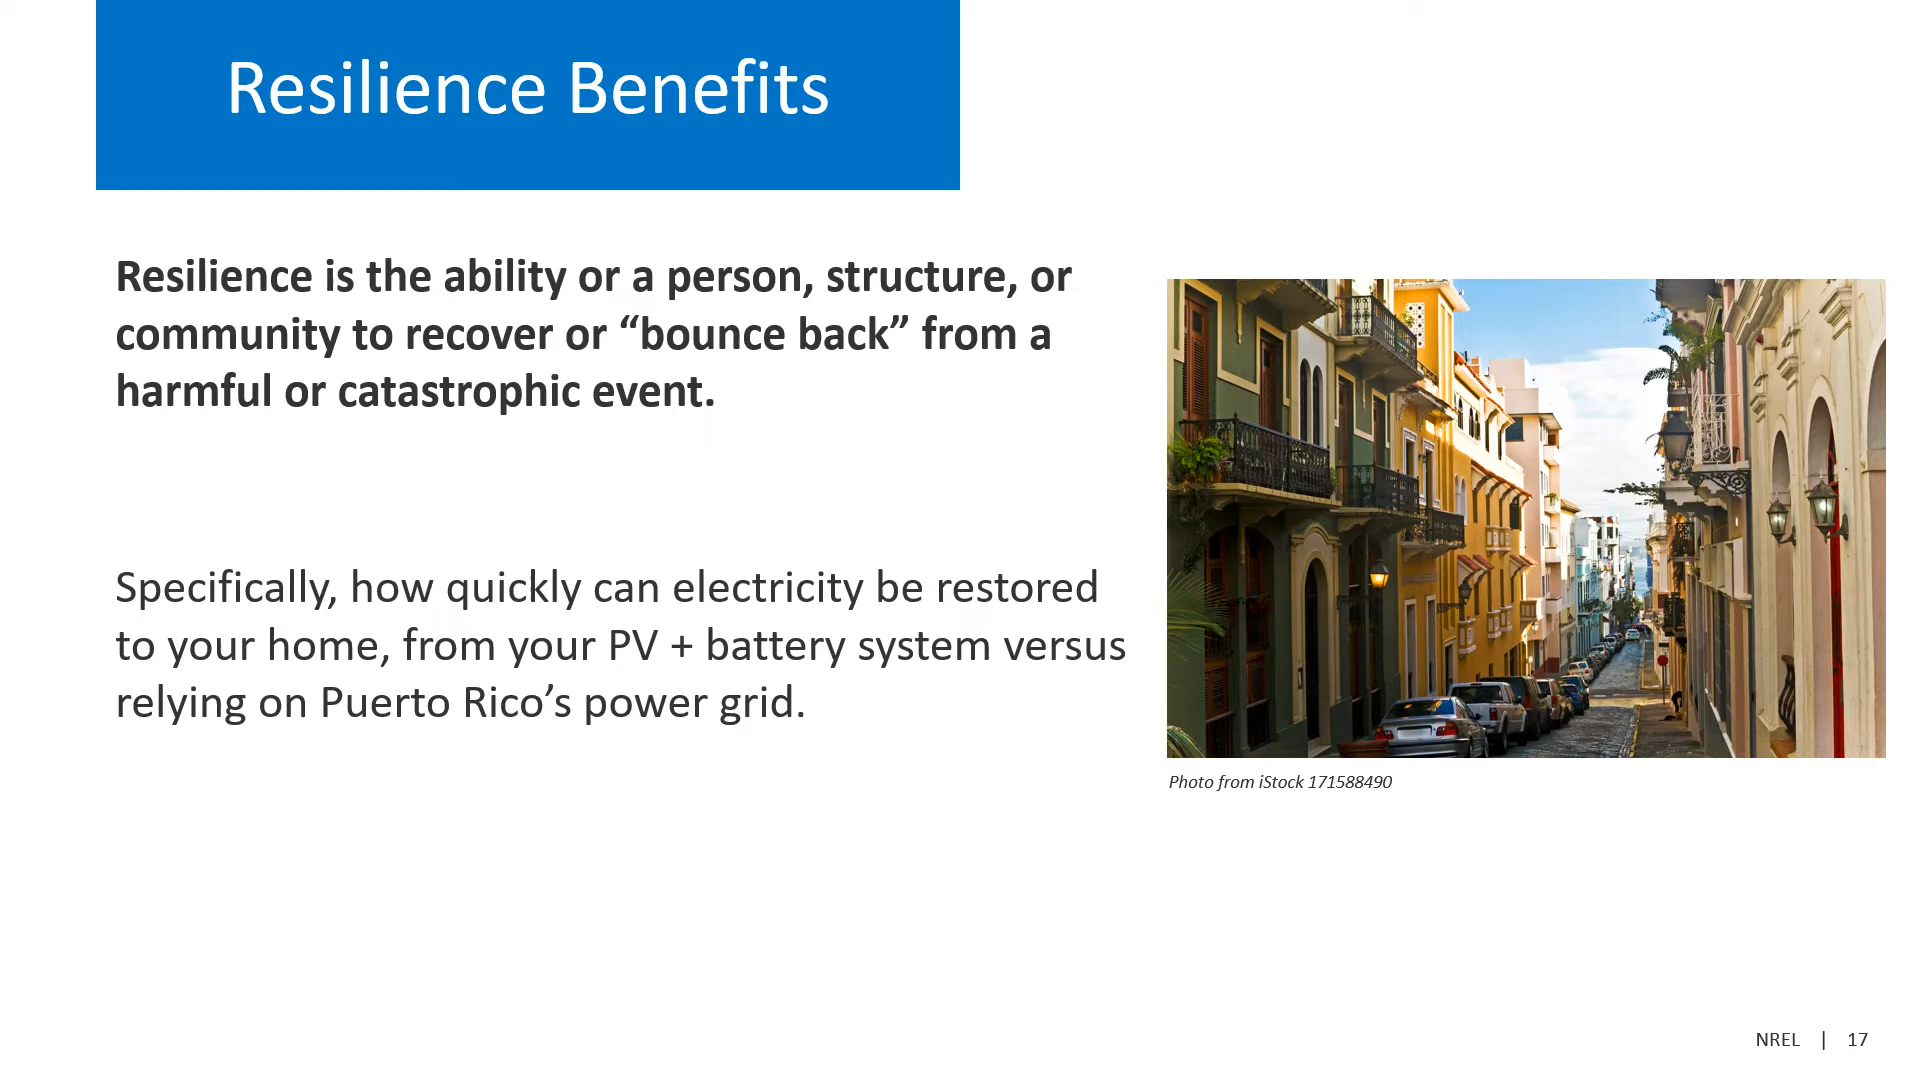 Resilience Benefits
Resilience is the ability or a person, structure, or
community to recover or “bounce back” from a
harmful or catastrophic event.
Specifically, how quickly can electricity be restored
to your home, from your PV + battery system versus
relying on Puerto Rico’s power grid.
Photo from iStock 171588490
NREL | 17